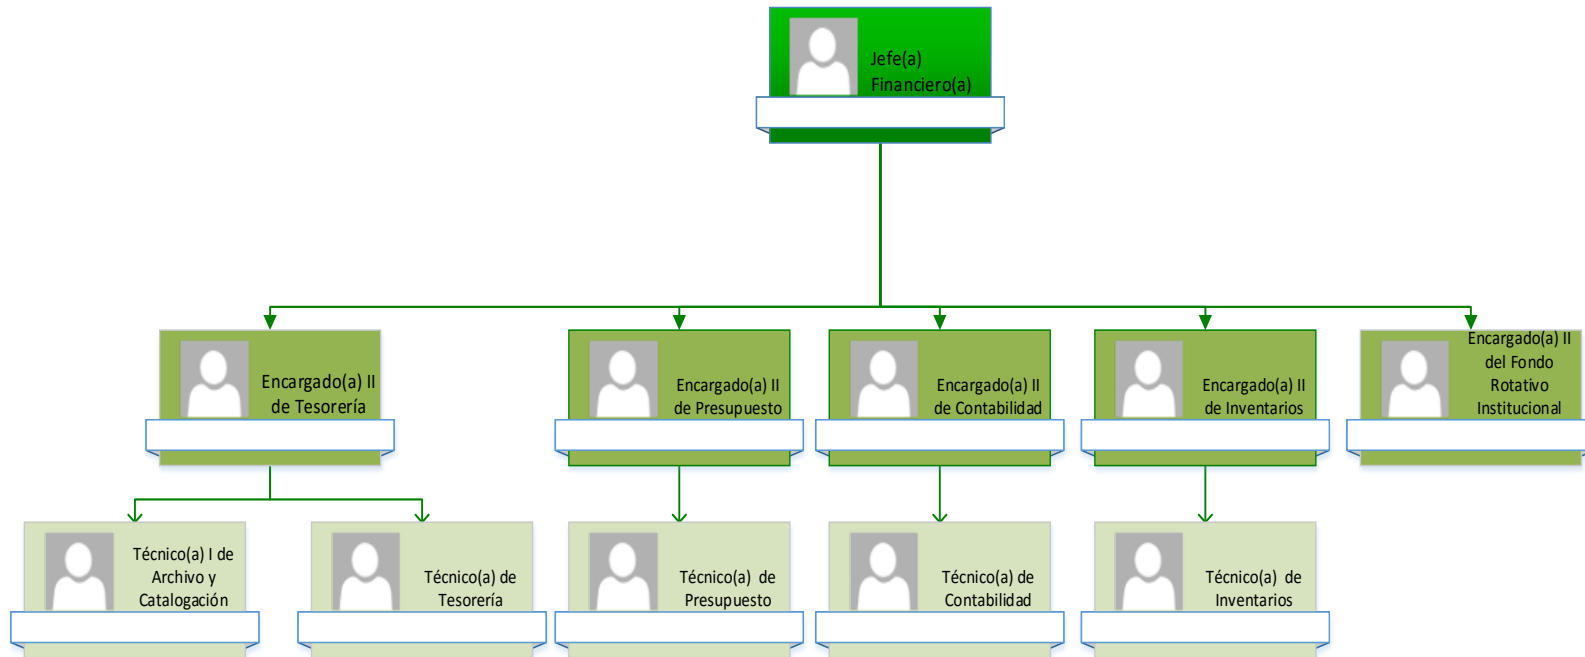 Jefe(a)
Financiero(a)
Encargado(a) II
de Tesorería
Encargado(a) II
de Presupuesto
Encargado(a) II
de Contabilidad
Encargado(a) II
de Inventarios
Encargado(a) II
del Fondo
Rotativo
Institucional
Técnico(a) I de
Archivo y
Catalogación
Técnico(a) de
Tesorería
Técnico(a) de
Presupuesto
Técnico(a) de
Contabilidad
Técnico(a) de
Inventarios